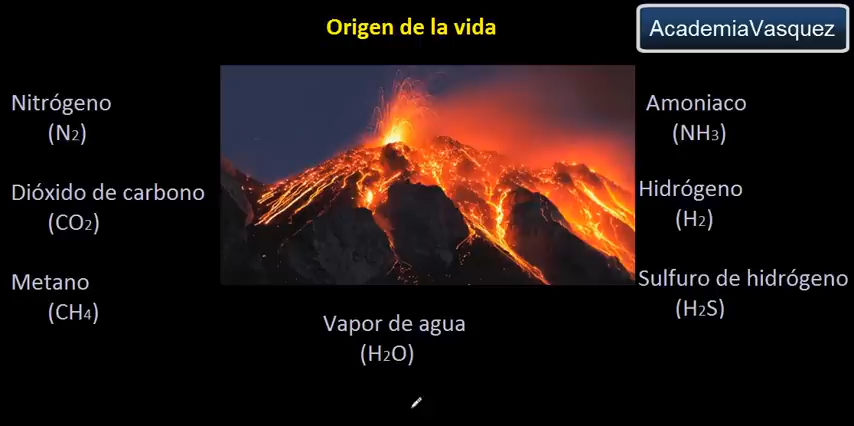 Origen de la vida
AcademiaVasquez
Nitrógeno
(N2)
Dióxido de carbono
(CO2)
Metano
(CH4)
Vapor de agua
(H2O)
Amoniaco
(NH3)
Hidrógeno
(H2)
Sulfuro de hidrógeno
(H2S)